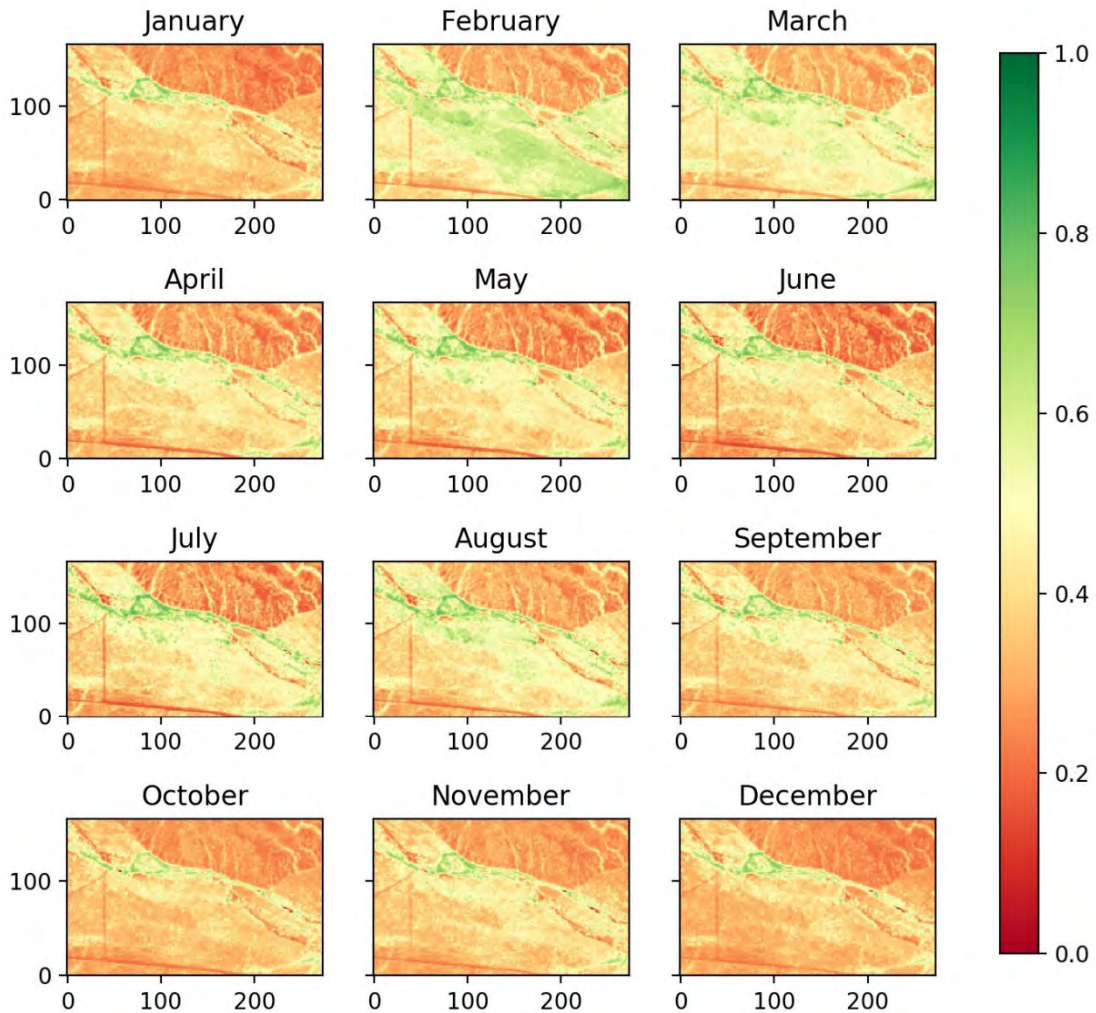 January February March
100
0
0 100 200 0 100 200 0 100 200
April May June
100
0
0 100 200 0 100 200 0 100 200
July August September
100
0
0 100 200 0 100 200 0 100 200
October November December
100
0
0 100 200 0 100 200 0 100 200
1.0
0.8
0.6
0.4
0.2
0.0